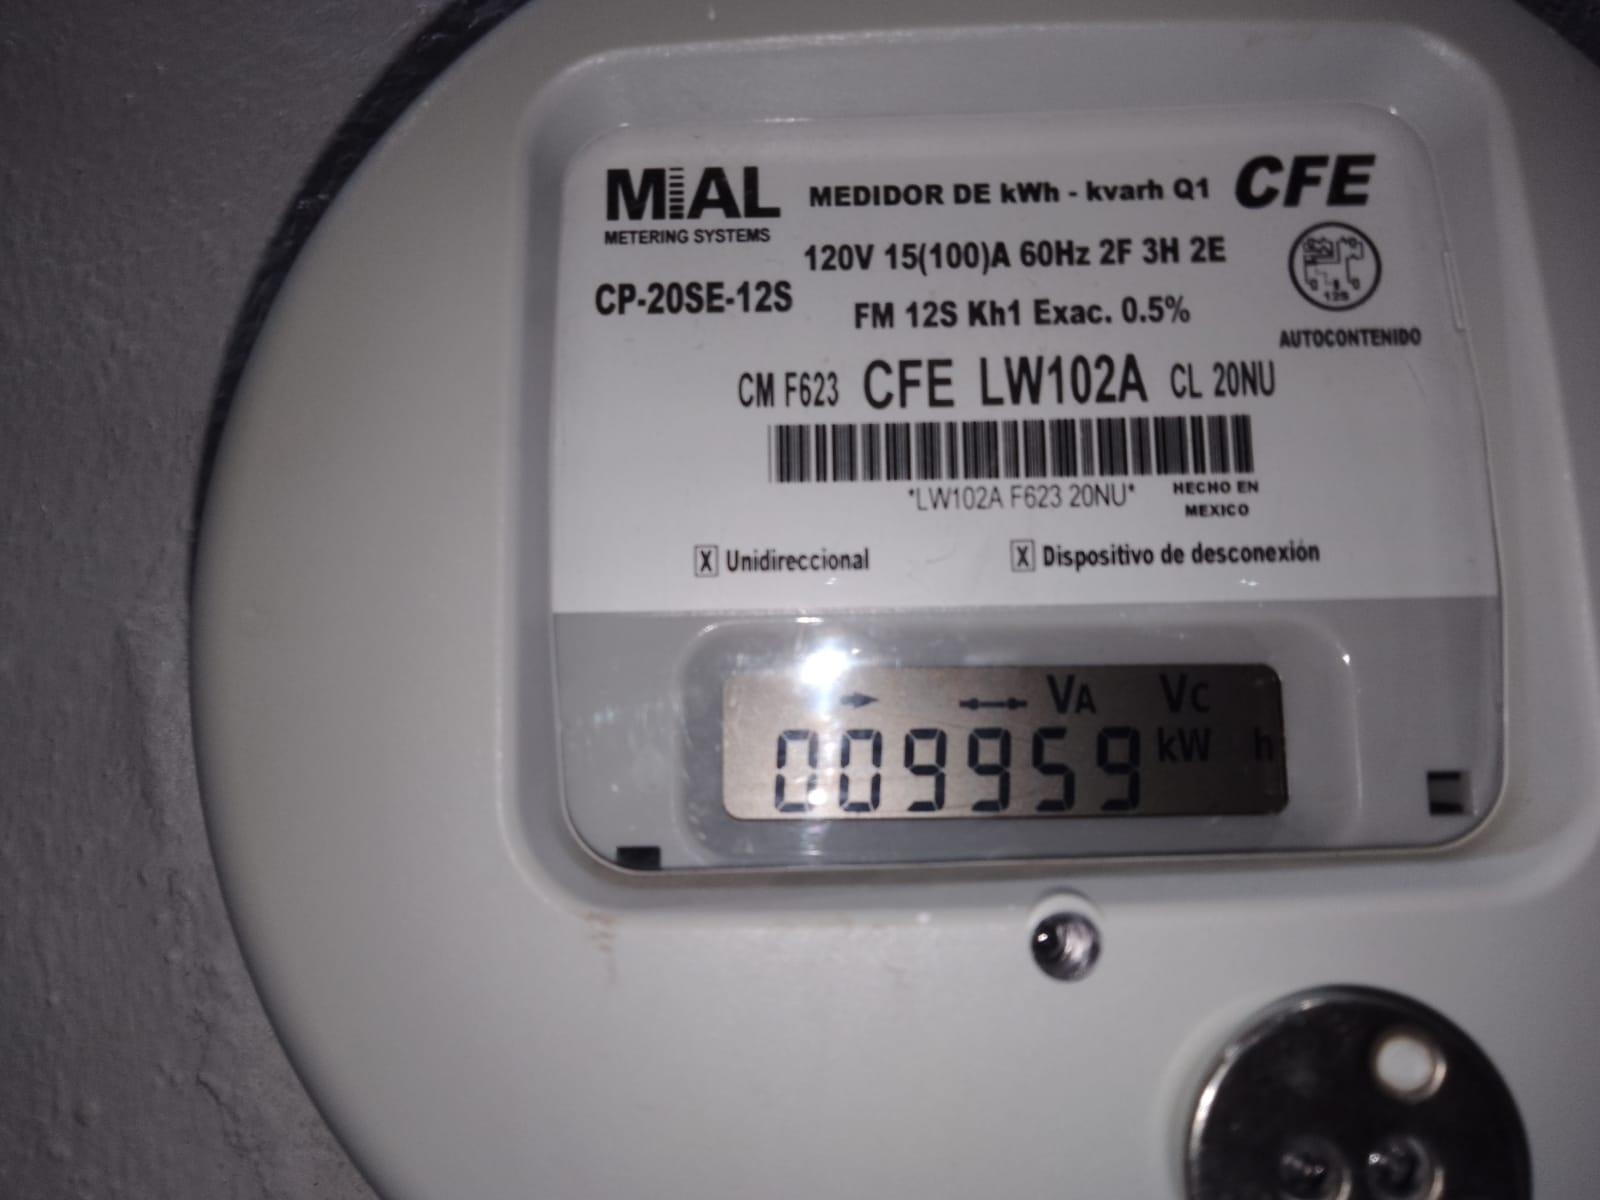 MIAL MEDIDOR DE kWh - kvarh Q1 CFE
METERING SYSTEMS
120V 15(100)A 60Hz 2F 3H 2E
CP-20SE-12S
FM 12S Kh1 Exac. 0.5%
12S
AUTOCONTENIDO
CM F623 CFE LW102A CL 20NU
*LW102A F623 20NU*
HECHO EN
MEXICO
X Unidireccional X Dispositivo de desconexión
VA VC
009959 kW h